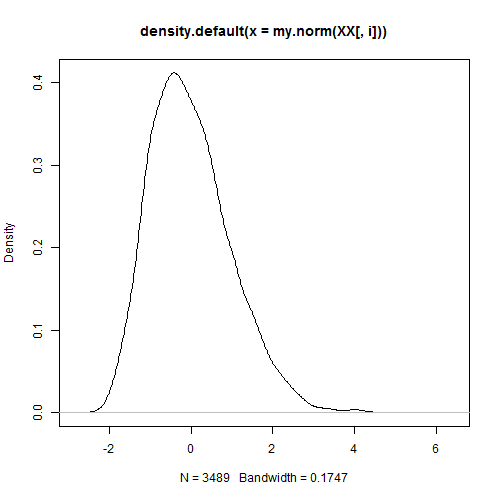 density.default(x = my.norm(XX[, i]))
Density
0.4
0.3
0.2
0.1
0.0
-2 0 2 4 6
N = 3489 Bandwidth = 0.1747